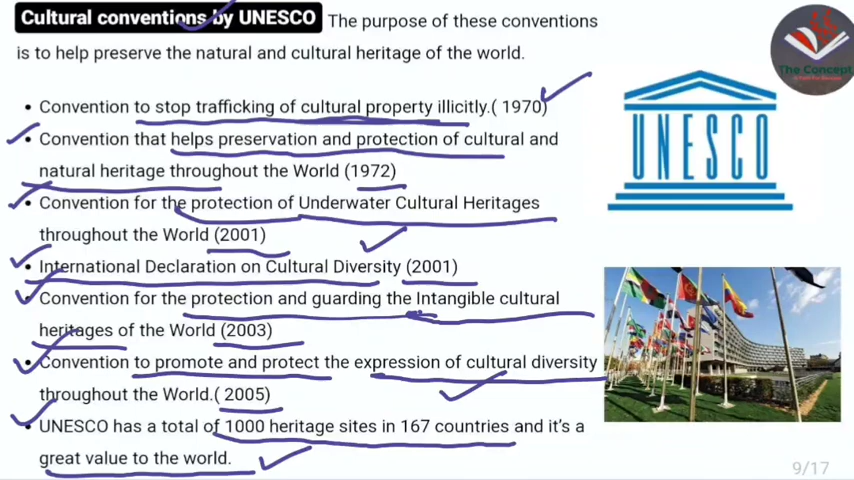 Cultural conventions by UNESCO The purpose of these conventions
is to help preserve the natural and cultural heritage of the world.
• Convention to stop trafficking of cultural property illicitly.( 1970)
• Convention that helps preservation and protection of cultural and
natural heritage throughout the World (1972)
• Convention for the protection of Underwater Cultural Heritages
throughout the World (2001)
• International Declaration on Cultural Diversity (2001)
• Convention for the protection and guarding the Intangible cultural
heritages of the World (2003)
• Convention to promote and protect the expression of cultural diversity
throughout the World.( 2005)
• UNESCO has a total of 1000 heritage sites in 167 countries and it's a
great value to the world.
The Concept
UNESCO
9/17